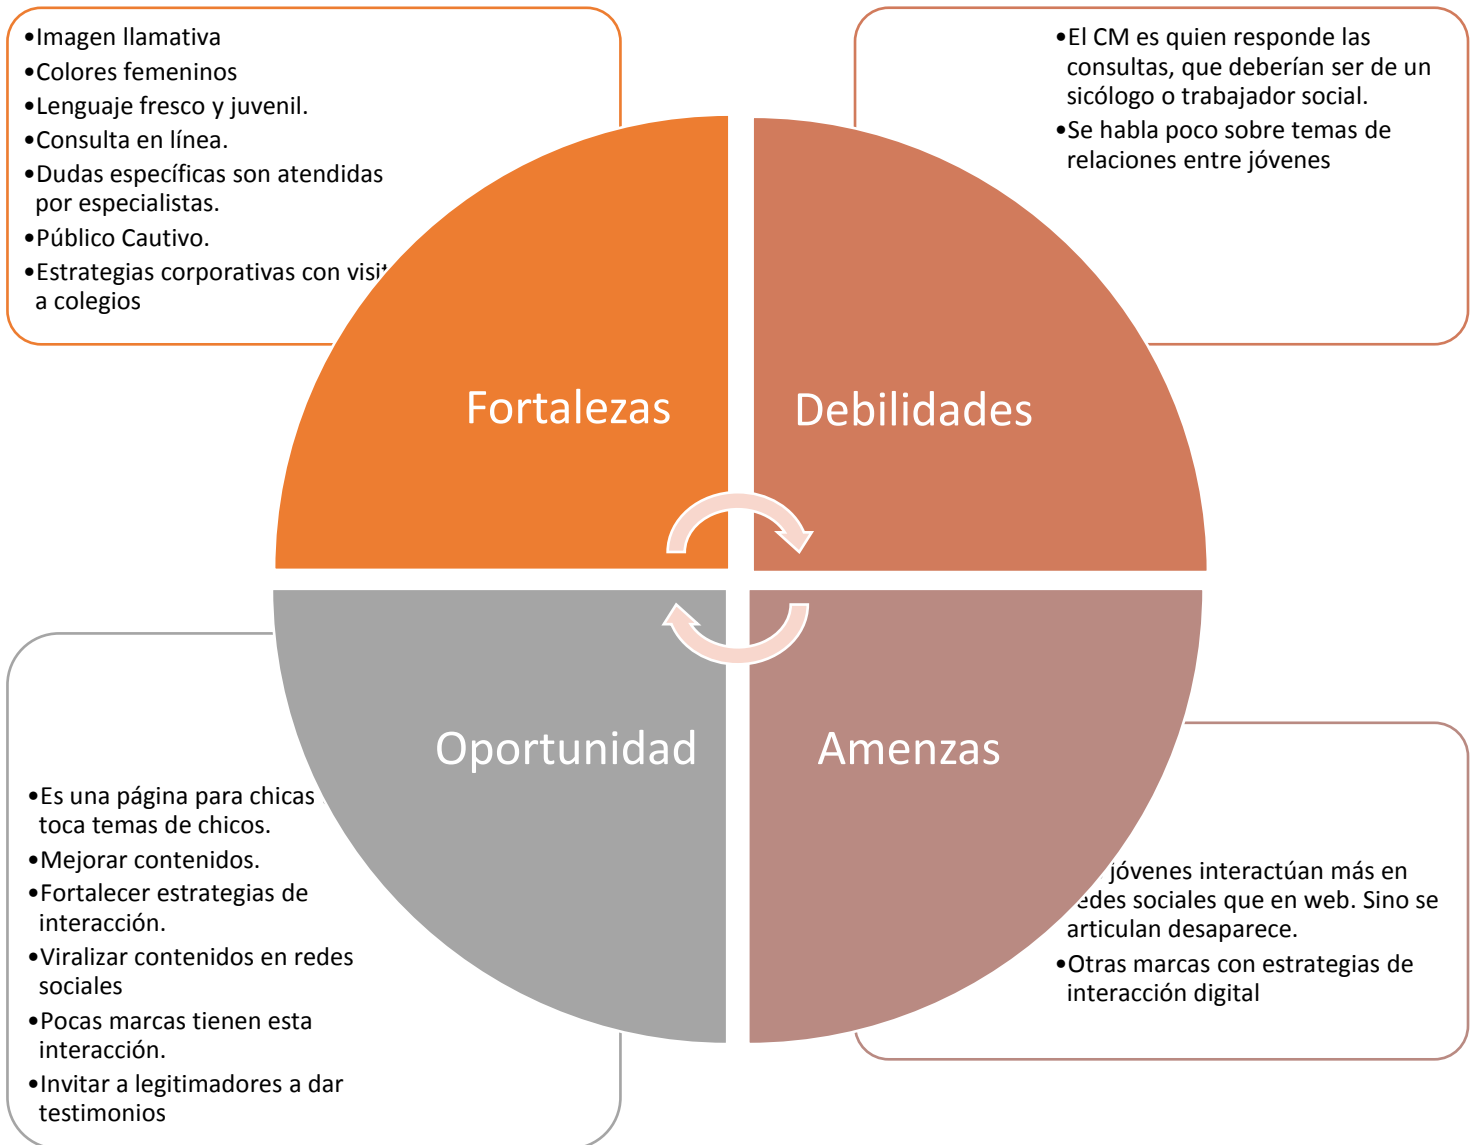 •Imagen llamativa
•Colores femeninos
•Lenguaje fresco y juvenil.
•Consulta en línea.
•Dudas específicas son atendidas
por especialistas.
•Público Cautivo.
•Estrategias corporativas con
a colegios
•El CM es quien responde las
consultas, que deberían ser de un
sicólogo o trabajador social.
•Se habla poco sobre temas de
relaciones entre jóvenes
Fortalezas
Debilidades
Oportunidad
Amenzas
•Es una página para chicas
toca temas de chicos.
•Mejorar contenidos.
•Fortalecer estrategias de
interacción.
•Viralizar contenidos en redes
sociales
•Pocas marcas tienen esta
interacción.
•Invitar a legitimadores a dar
testimonios
jóvenes interactúan más en
sociales que en web. Sino se
articulan desaparece.
•Otras marcas con estrategias de
interacción digital